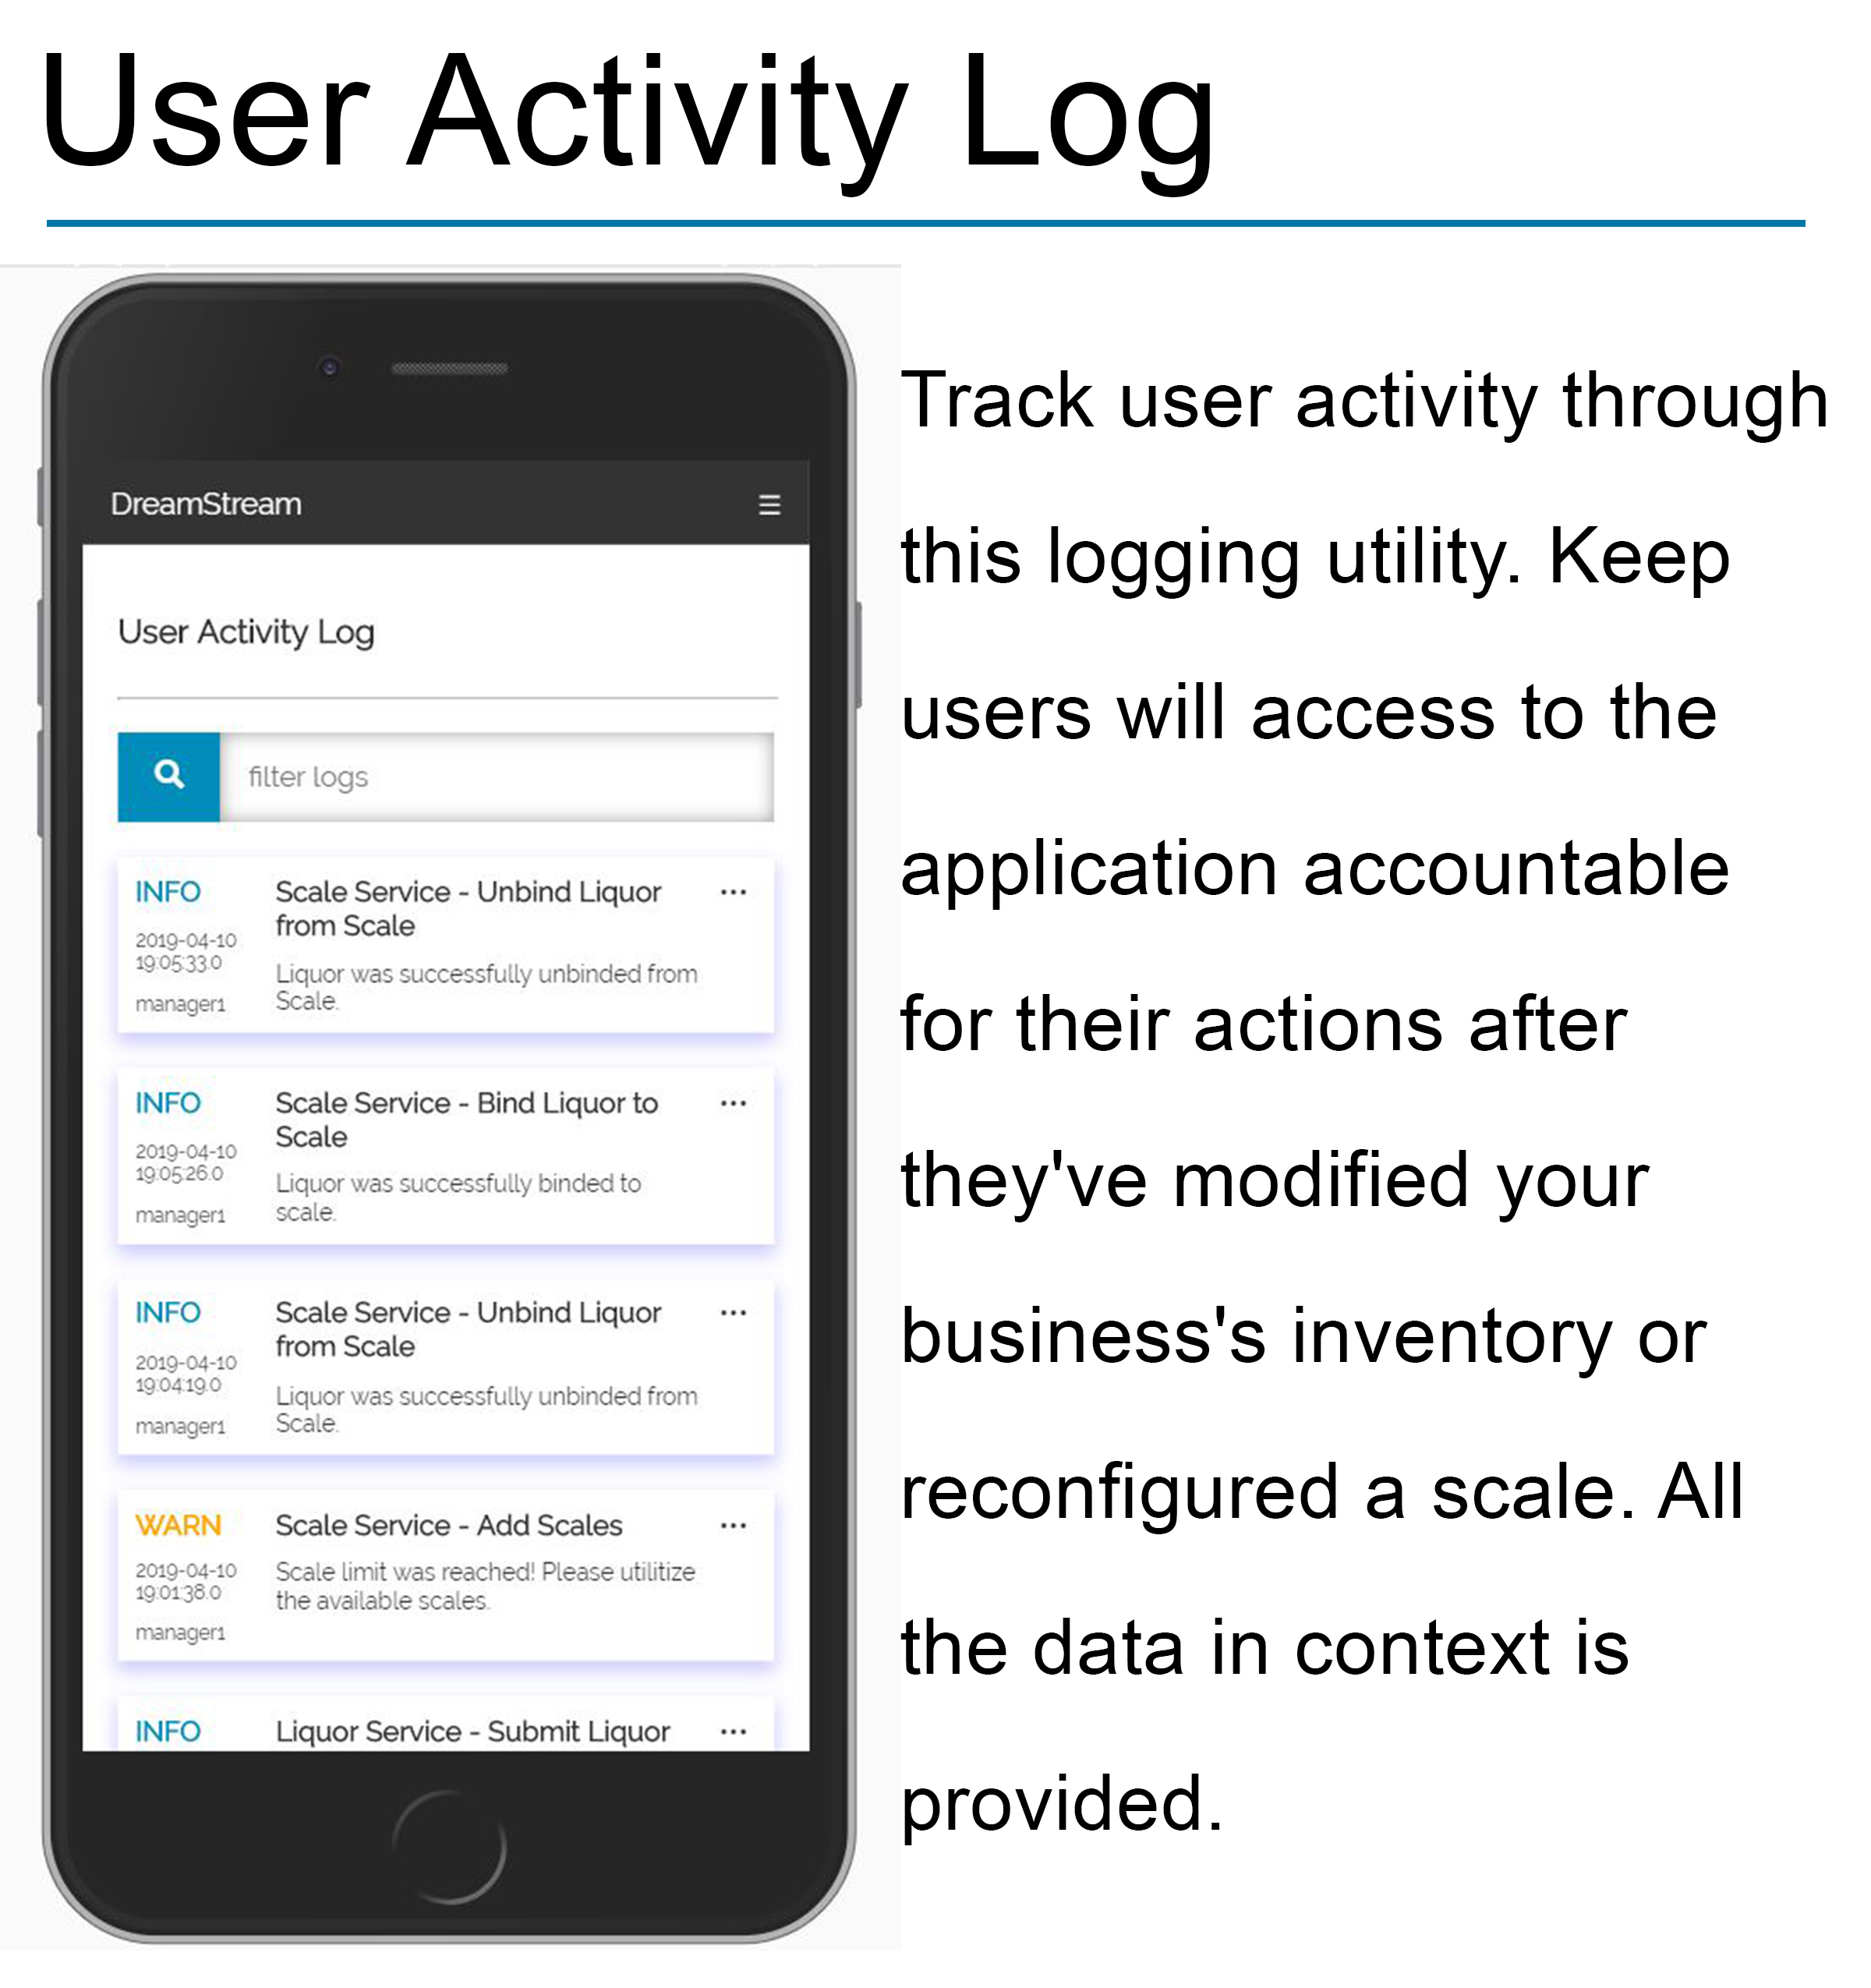 User Activity Log
DreamStream
User Activity Log
filter logs
INFO
2019-04-10
19:05:33.0
manager1
Scale Service - Unbind Liquor
from Scale
Liquor was successfully unbinded from
Scale.
INFO
2019-04-10
19:05:26.0
manager1
Scale Service - Bind Liquor to
Scale
Liquor was successfully binded to
scale.
INFO
2019-04-10
19:04:19.0
manager1
Scale Service - Unbind Liquor
from Scale
Liquor was successfully unbinded from
Scale.
WARN
2019-04-10
19:01:38.0
manager1
Scale Service - Add Scales
Scale limit was reached! Please utilitize
the available scales.
INFO
Liquor Service - Submit Liquor
Track user activity through
this logging utility. Keep
users will access to the
application accountable
for their actions after
they've modified your
business's inventory or
reconfigured a scale. All
the data in context is
provided.